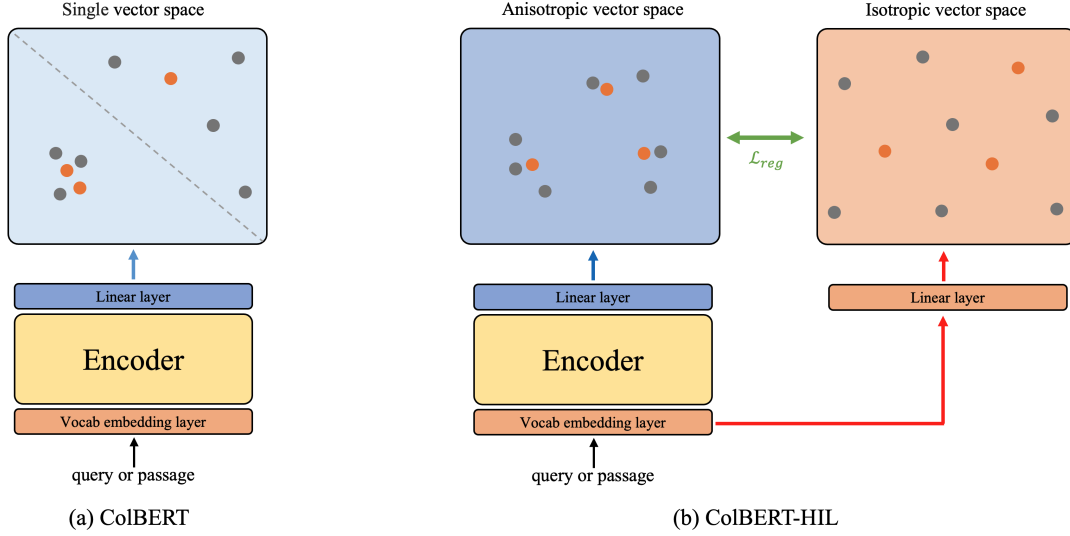 Single vector space
Anisotropic vector space
Isotropic vector space
ℒreg
Linear layer
Linear layer
Linear layer
Encoder
Encoder
Vocab embedding layer
Vocab embedding layer
query or passage
query or passage
(a) ColBERT
(b) ColBERT-HIL